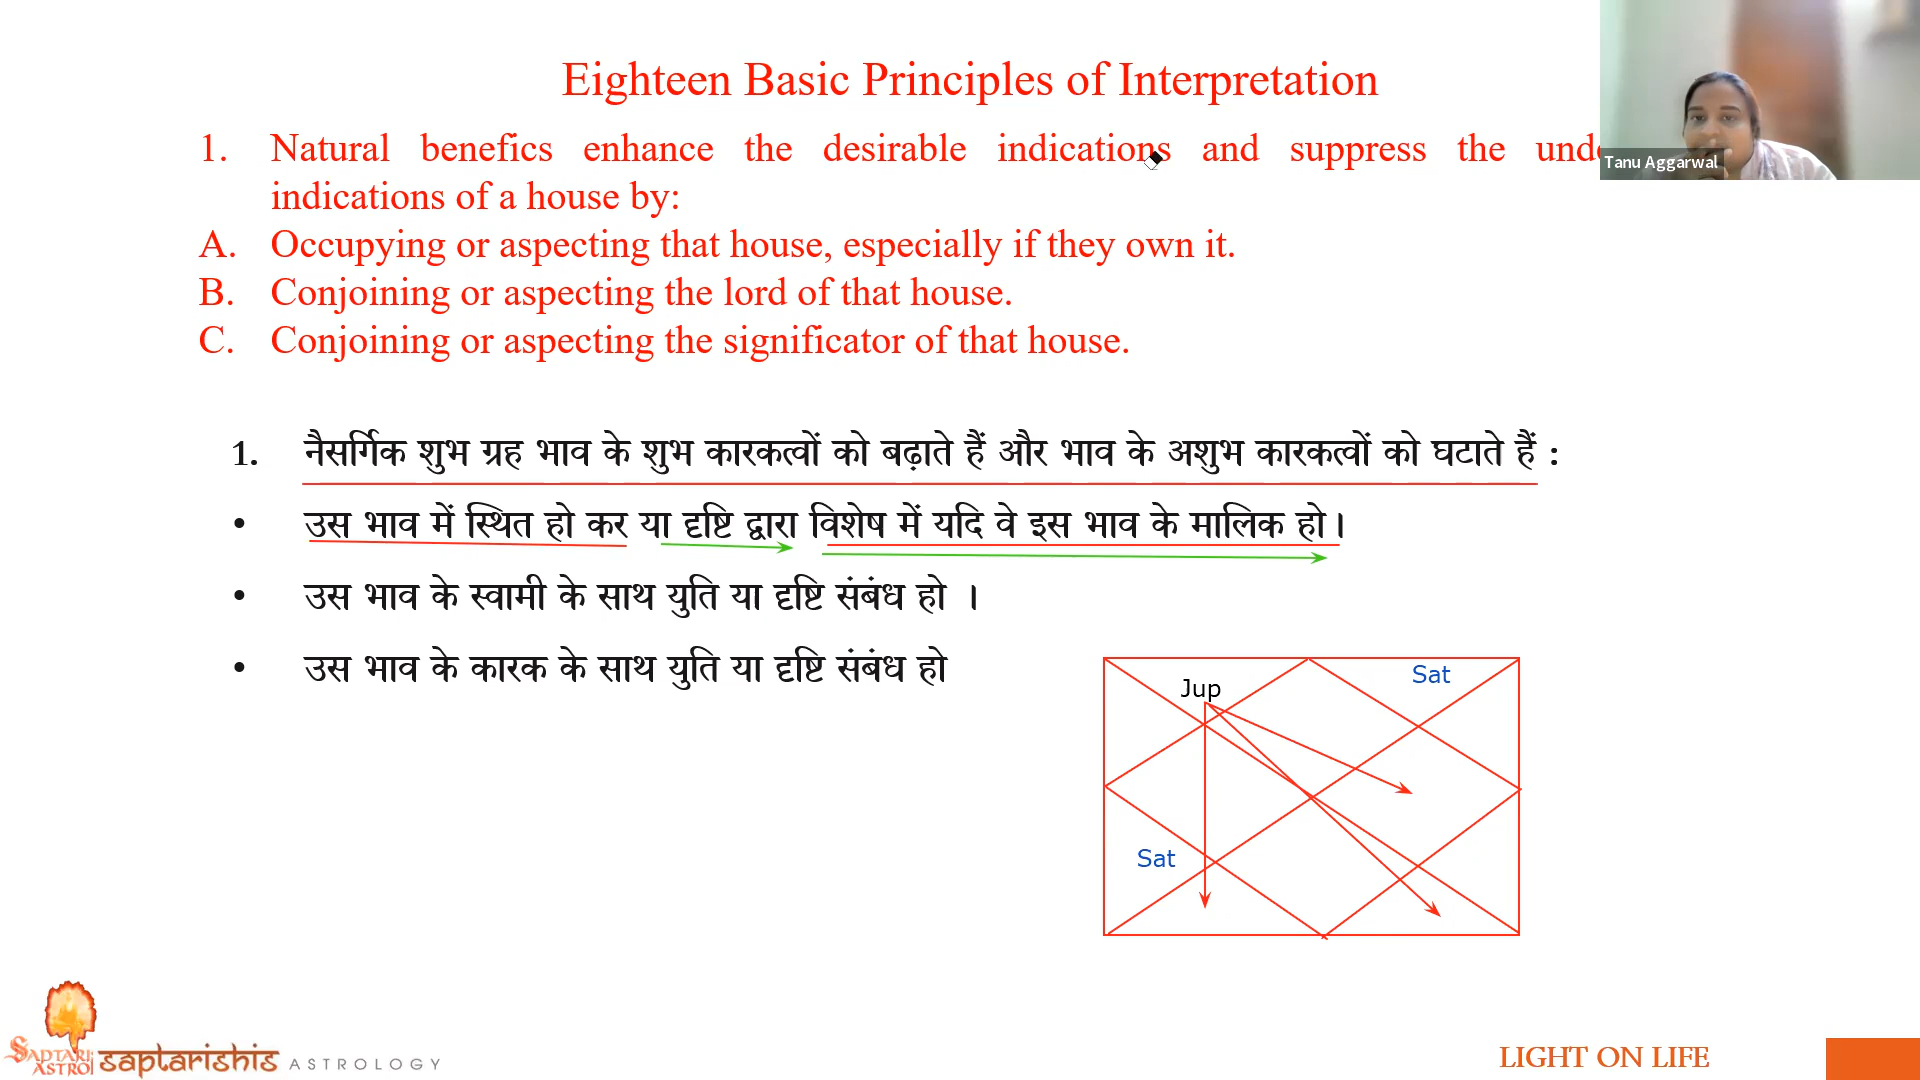 Eighteen Basic Principles of Interpretation
1. Natural benefics enhance the desirable indications and suppress the
indications of a house by:
A. Occupying or aspecting that house, especially if they own it.
B. Conjoining or aspecting the lord of that house.
C. Conjoining or aspecting the significator of that house.
Tanu Aggarwal
1. नैसर्गिक शुभ ग्रह भाव के शुभ कारकत्वों को बढ़ाते हैं और भाव के अशुभ कारकत्वों को घटाते हैं :
• उस भाव में स्थित हो कर या दृष्टि द्वारा विशेष में यदि वे इस भाव के मालिक हो।
• उस भाव के स्वामी के साथ युति या दृष्टि संबंध हो ।
• उस भाव के कारक के साथ युति या दृष्टि संबंध हो
Sat
Jup
Sat
saptarishis ASTROLOGY
LIGHT ON LIFE